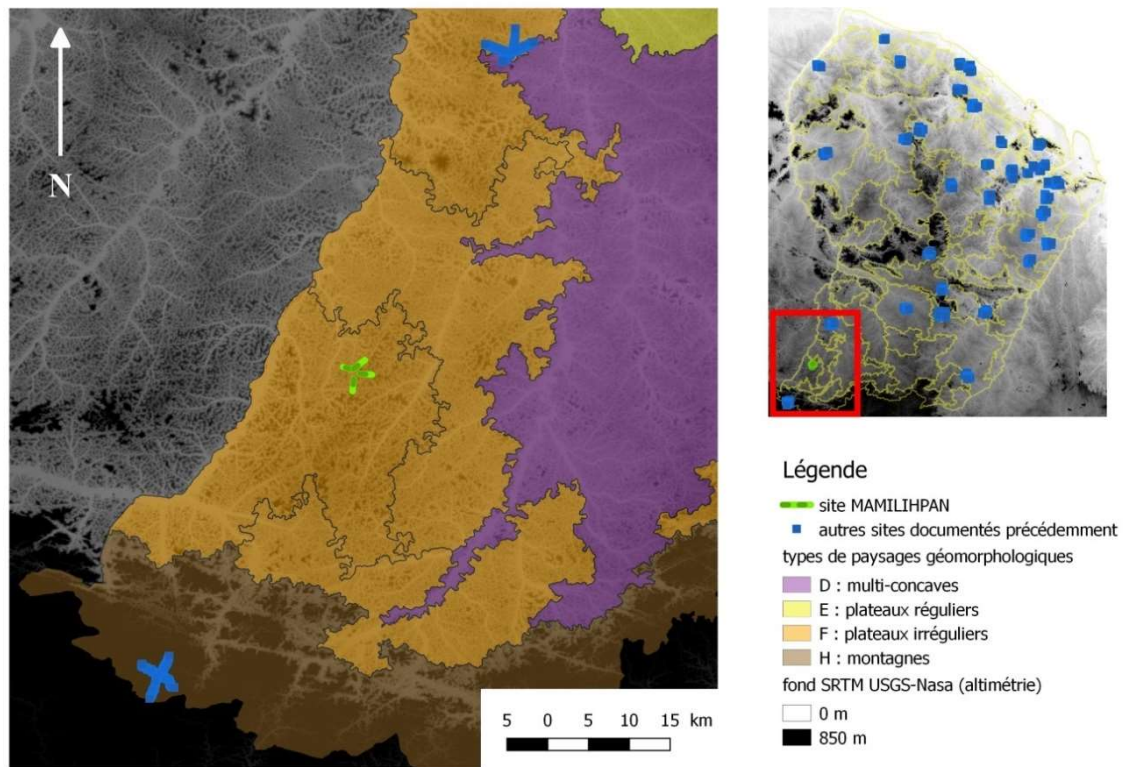 N
5 0 5 10 15 km
Légende
site MAMILIHPAN
autres sites documentés précédemment
types de paysages géomorphologiques
D : multi-concaves
E : plateaux réguliers
F : plateaux irréguliers
H : montagnes
fond SRTM USGS-Nasa (altimétrie)
0 m
850 m